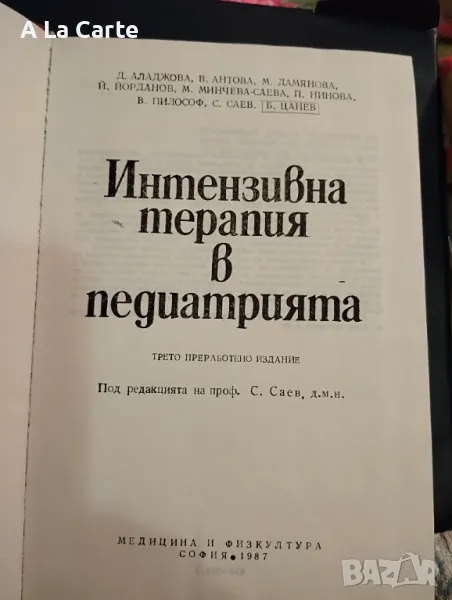 A La Carte
Д. АЛАДЖОВА, В. АНТОВА, М. ДАМЯНОВА,
Й. ЙОРДАНОВ, М. МИНЧЕВА-САЕВА, П. НИНОВА,
В. ПИЛОСОФ, С. САЕВ, Б. ЦАНЕВ
Интензивна
терапия
в
педиатрията
ТРЕТО ПРЕРАБОТЕНО ИЗДАНИЕ
Под редакцията на проф. С. Саев, д.м.н.
МЕДИЦИНА И ФИЗКУЛТУРА
СОФИЯ • 1987
BAZAR